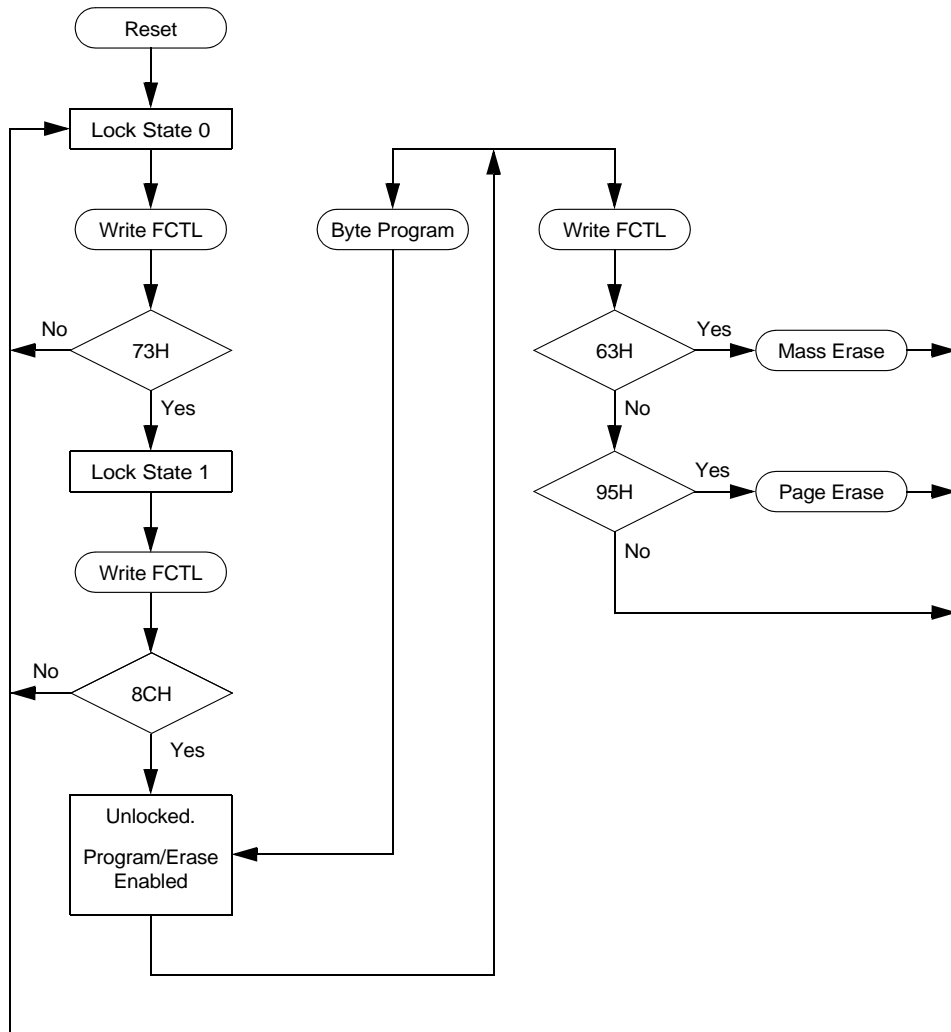 Reset
Lock State 0
Write FCTL
No
73H
Yes
Lock State 1
Write FCTL
No
8CH
Yes
Unlocked.
Program/Erase
Enabled
Byte Program
Write FCTL
63H
Yes
Mass Erase
No
95H
Yes
Page Erase
No